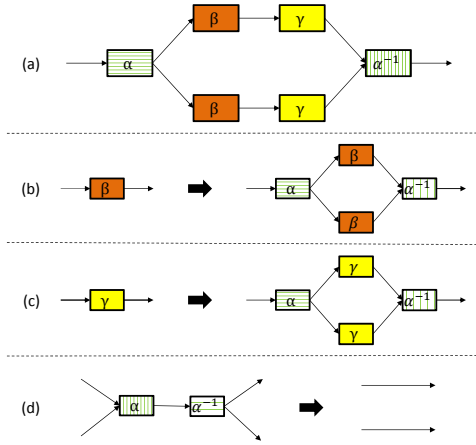 β γ
(a) α α⁻¹
β γ
β
(b) β α α⁻¹
β
γ
(c) γ α α⁻¹
γ
(d) α α⁻¹